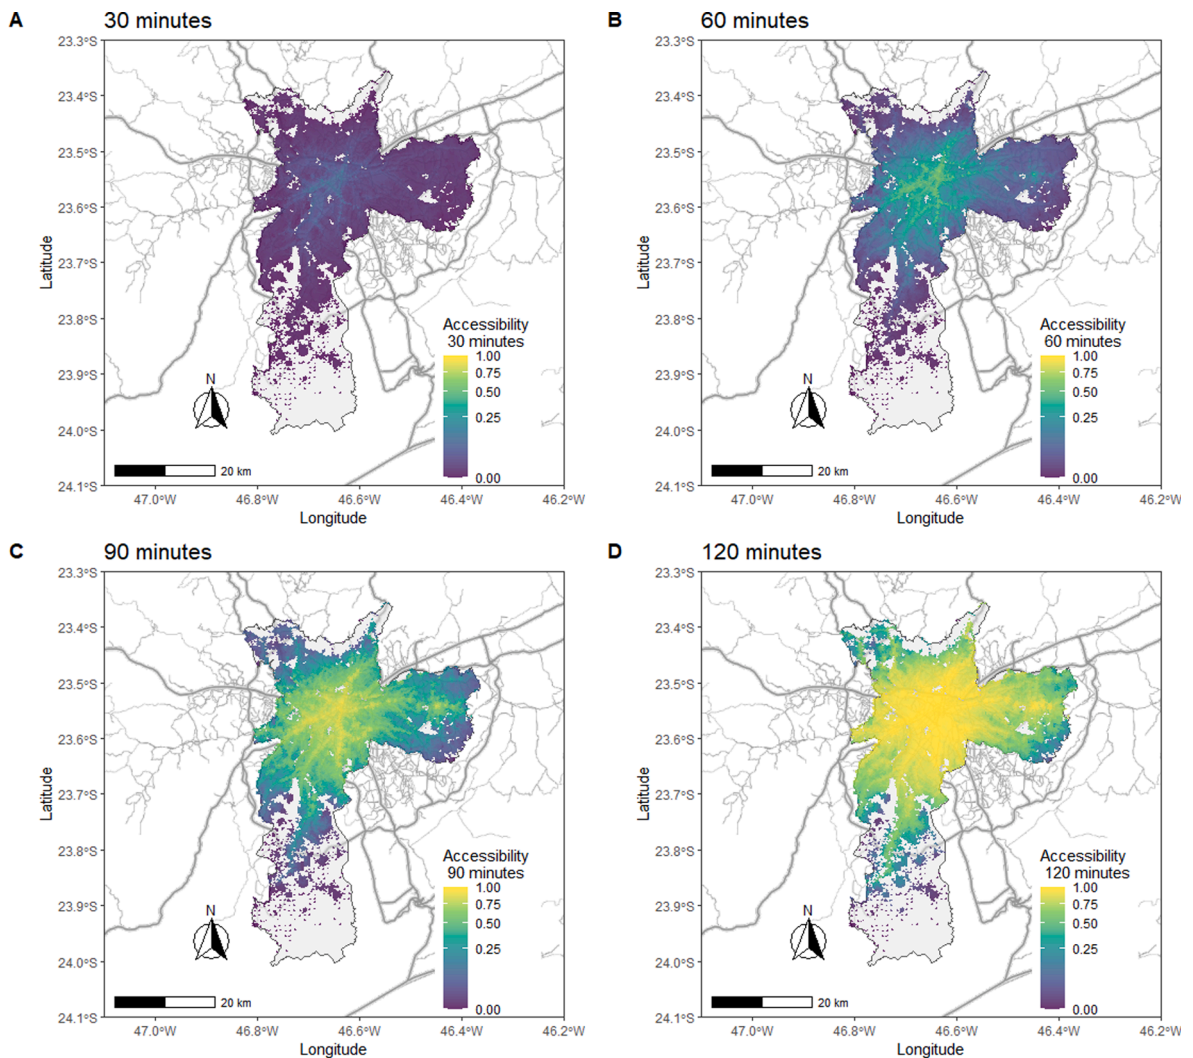 A 30 minutes
23.3°S
23.4°S
23.5°S
23.6°S
23.7°S
23.8°S
23.9°S
24.0°S
24.1°S
Latitude
Accessibility
30 minutes
1.00
0.75
0.50
0.25
0.00
N
20 km
47.0°W 46.8°W 46.6°W 46.4°W 46.2°W
Longitude
B 60 minutes
23.3°S
23.4°S
23.5°S
23.6°S
23.7°S
23.8°S
23.9°S
24.0°S
24.1°S
Latitude
Accessibility
60 minutes
1.00
0.75
0.50
0.25
0.00
N
20 km
47.0°W 46.8°W 46.6°W 46.4°W 46.2°W
Longitude
C 90 minutes
23.3°S
23.4°S
23.5°S
23.6°S
23.7°S
23.8°S
23.9°S
24.0°S
24.1°S
Latitude
Accessibility
90 minutes
1.00
0.75
0.50
0.25
0.00
N
20 km
47.0°W 46.8°W 46.6°W 46.4°W 46.2°W
Longitude
D 120 minutes
23.3°S
23.4°S
23.5°S
23.6°S
23.7°S
23.8°S
23.9°S
24.0°S
24.1°S
Latitude
Accessibility
120 minutes
1.00
0.75
0.50
0.25
0.00
N
20 km
47.0°W 46.8°W 46.6°W 46.4°W 46.2°W
Longitude